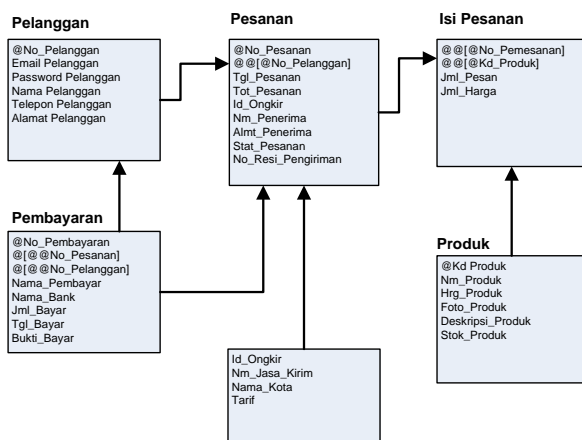 Pelanggan
@No_Pelanggan
Email Pelanggan
Password Pelanggan
Nama Pelanggan
Telepon Pelanggan
Alamat Pelanggan
Pesanan
@No_Pesanan
@@[@No_Pelanggan]
Tgl_Pesanan
Tot_Pesanan
Id_Ongkir
Nm_Penerima
Almt_Penerima
Stat_Pesanan
No_Resi_Pengiriman
Isi Pesanan
@@[@No_Pemesanan]
@@[@Kd_Produk]
Jml_Pesan
Jml_Harga
Pembayaran
@No_Pembayaran
@[@@No_Pesanan]
@[@@No_Pelanggan]
Nama_Pembayar
Nama_Bank
Jml_Bayar
Tgl_Bayar
Bukti_Bayar
Id_Ongkir
Nm_Jasa_Kirim
Nama_Kota
Tarif
Produk
@Kd Produk
Nm_Produk
Hrg_Produk
Foto_Produk
Deskripsi_Produk
Stok_Produk